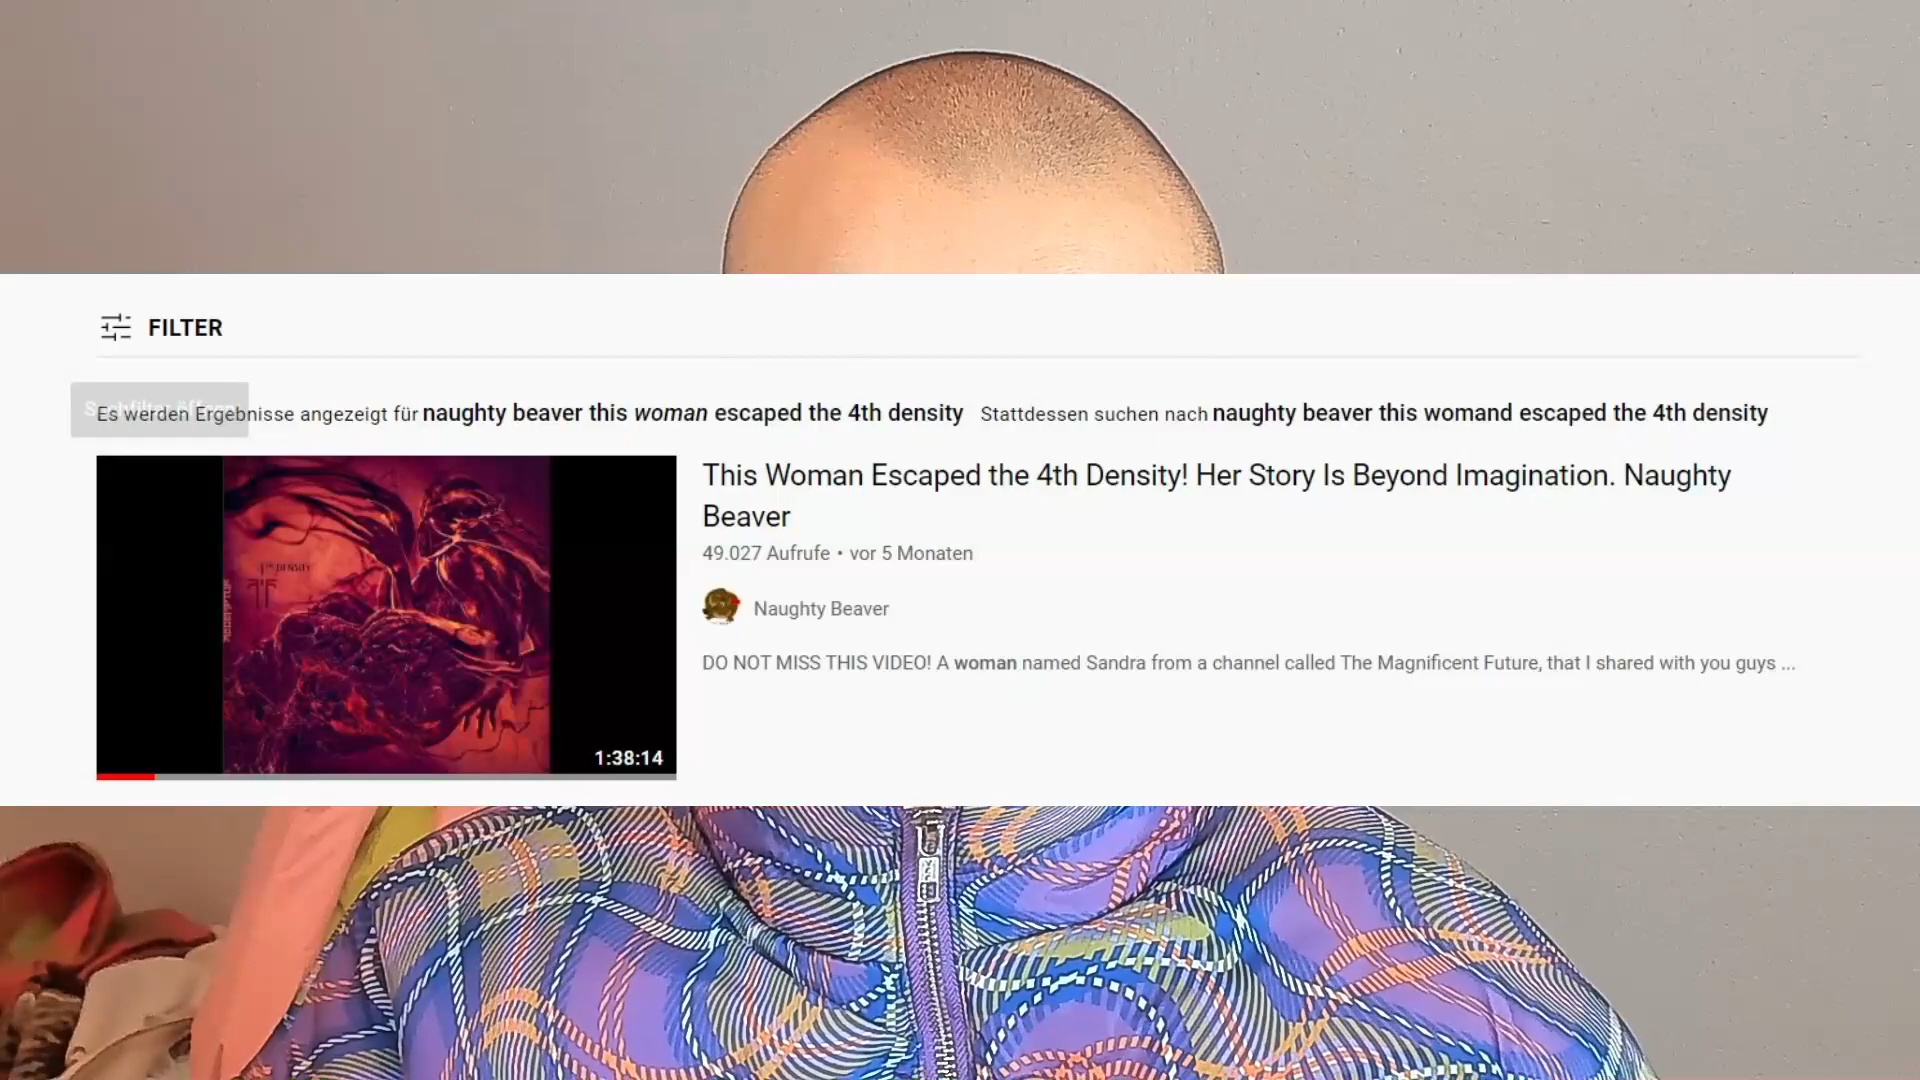 FILTER
Es werden Ergebnisse angezeigt für naughty beaver this woman escaped the 4th density Stattdessen suchen nach naughty beaver this womand escaped the 4th density
This Woman Escaped the 4th Density! Her Story Is Beyond Imagination. Naughty
Beaver
49.027 Aufrufe • vor 5 Monaten
Naughty Beaver
DO NOT MISS THIS VIDEO! A woman named Sandra from a channel called The Magnificent Future, that I shared with you guys ...
DENSITY
1:38:14